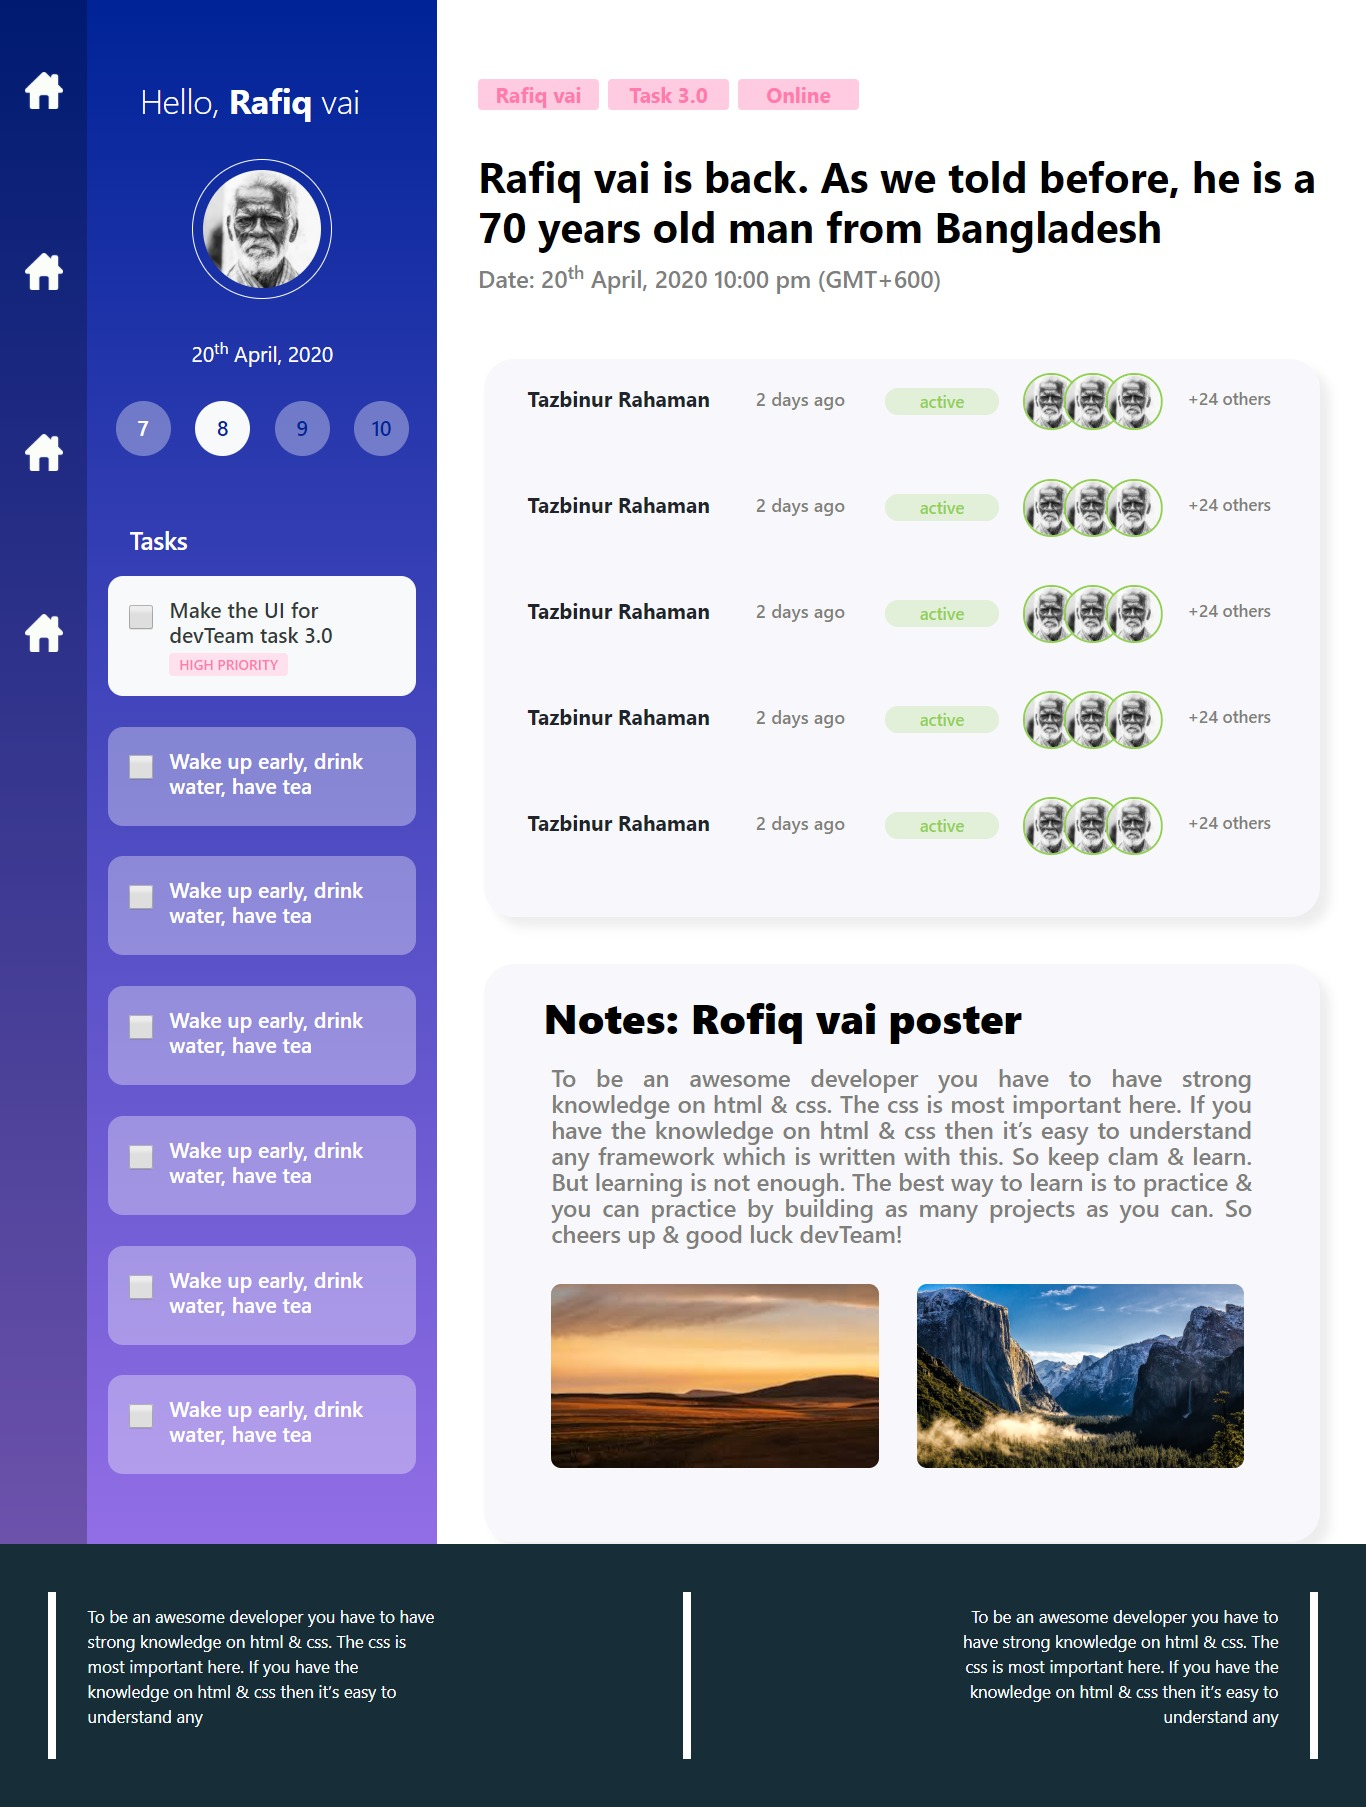 Hello, Rafiq vai
20th April, 2020
7 8 9 10
Tasks
Make the UI for
devTeam task 3.0
HIGH PRIORITY
Wake up early, drink
water, have tea
Wake up early, drink
water, have tea
Wake up early, drink
water, have tea
Wake up early, drink
water, have tea
Wake up early, drink
water, have tea
Wake up early, drink
water, have tea
Rafiq vai Task 3.0 Online
Rafiq vai is back. As we told before, he is a
70 years old man from Bangladesh
Date: 20th April, 2020 10:00 pm (GMT+600)
Tazbinur Rahaman 2 days ago active +24 others
Tazbinur Rahaman 2 days ago active +24 others
Tazbinur Rahaman 2 days ago active +24 others
Tazbinur Rahaman 2 days ago active +24 others
Tazbinur Rahaman 2 days ago active +24 others
Notes: Rofiq vai poster
To be an awesome developer you have to have strong
knowledge on html & css. The css is most important here. If you
have the knowledge on html & css then it’s easy to understand
any framework which is written with this. So keep clam & learn.
But learning is not enough. The best way to learn is to practice &
you can practice by building as many projects as you can. So
cheers up & good luck devTeam!
To be an awesome developer you have to have
strong knowledge on html & css. The css is
most important here. If you have the
knowledge on html & css then it’s easy to
understand any
To be an awesome developer you have to
have strong knowledge on html & css. The
css is most important here. If you have the
knowledge on html & css then it’s easy to
understand any